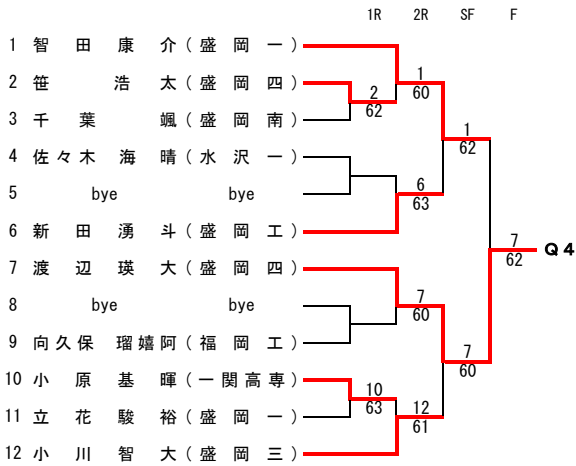 1R 2R SF F
1 智田康介(盛岡一)
2 笹浩太(盛岡四)
3 千葉颯(盛岡南)
4 佐々木海晴(水沢一)
5 bye bye
6 新田湧斗(盛岡工)
7 渡辺瑛大(盛岡四)
8 bye bye
9 向久保瑠嬉阿(福岡工)
10 小原基暉(一関高専)
11 立花駿裕(盛岡一)
12 小川智大(盛岡三)
2
62
10
63
1
60
6
63
7
60
12
61
1
62
7
60
7
62
Q4